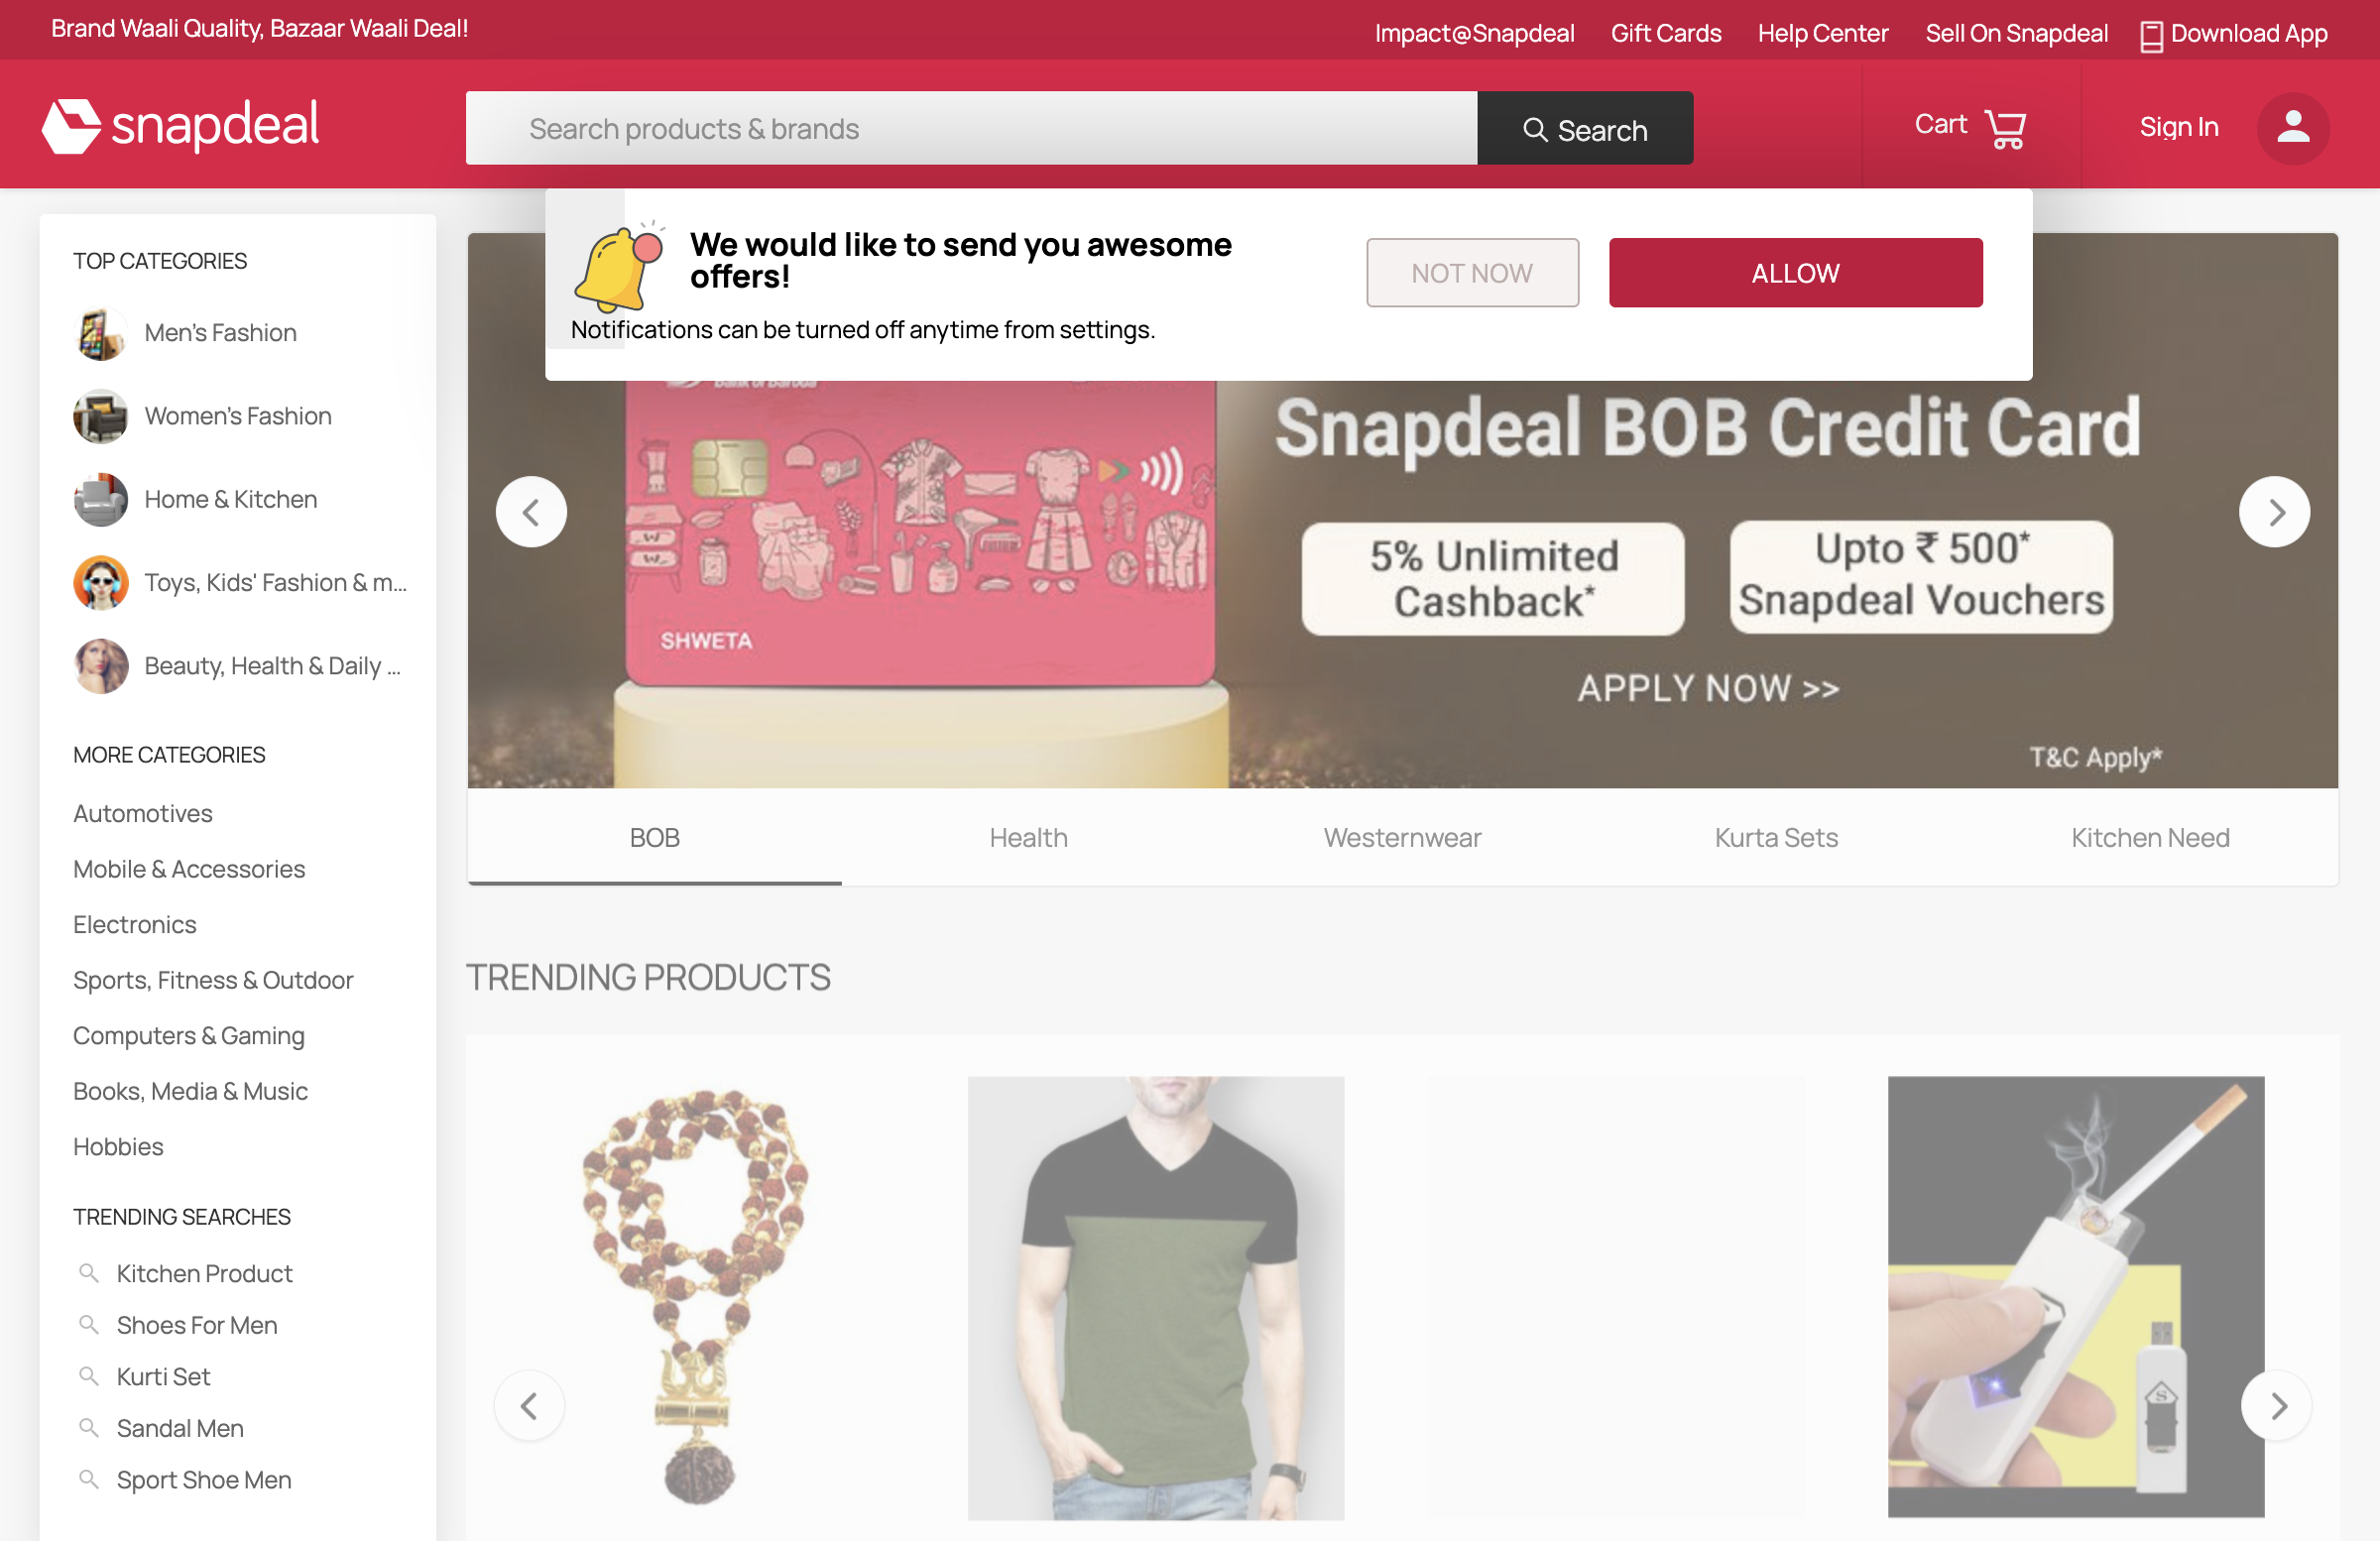 Brand Waali Quality, Bazaar Waali Deal!
Impact@Snapdeal
Gift Cards
Help Center
Sell On Snapdeal
Download App
snapdeal
Search products & brands
Search
Cart
Sign In
We would like to send you awesome
offers!
Notifications can be turned off anytime from settings.
NOT NOW
ALLOW
TOP CATEGORIES
Men's Fashion
Women's Fashion
Home & Kitchen
Toys, Kids' Fashion & m...
Beauty, Health & Daily ...
MORE CATEGORIES
Automotives
Mobile & Accessories
Electronics
Sports, Fitness & Outdoor
Computers & Gaming
Books, Media & Music
Hobbies
TRENDING SEARCHES
Kitchen Product
Shoes For Men
Kurti Set
Sandal Men
Sport Shoe Men
Bank of Baroda
SHWETA
Snapdeal BOB Credit Card
5% Unlimited
Cashback*
Upto ₹ 500*
Snapdeal Vouchers
APPLY NOW >>
T&C Apply*
BOB
Health
Westernwear
Kurta Sets
Kitchen Need
TRENDING PRODUCTS